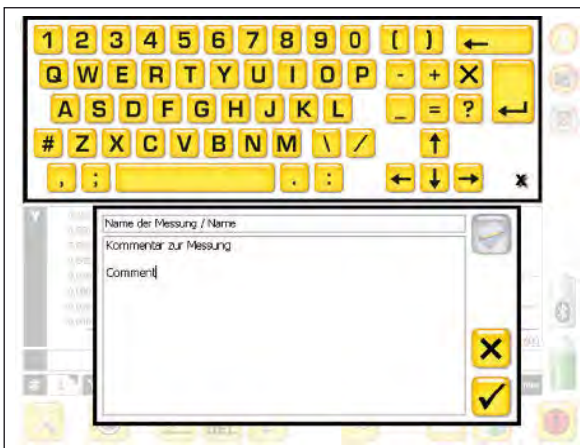 1 2 3 4 5 6 7 8 9 0 ( ) ←
Q W E R T Y U I O P - + X
A S D F G H J K L _ = ? ↵
# Z X C V B N M \ / ↑
, ; . : ← ↓ → x
Name der Messung / Name
Kommentar zur Messung
Comment
Y